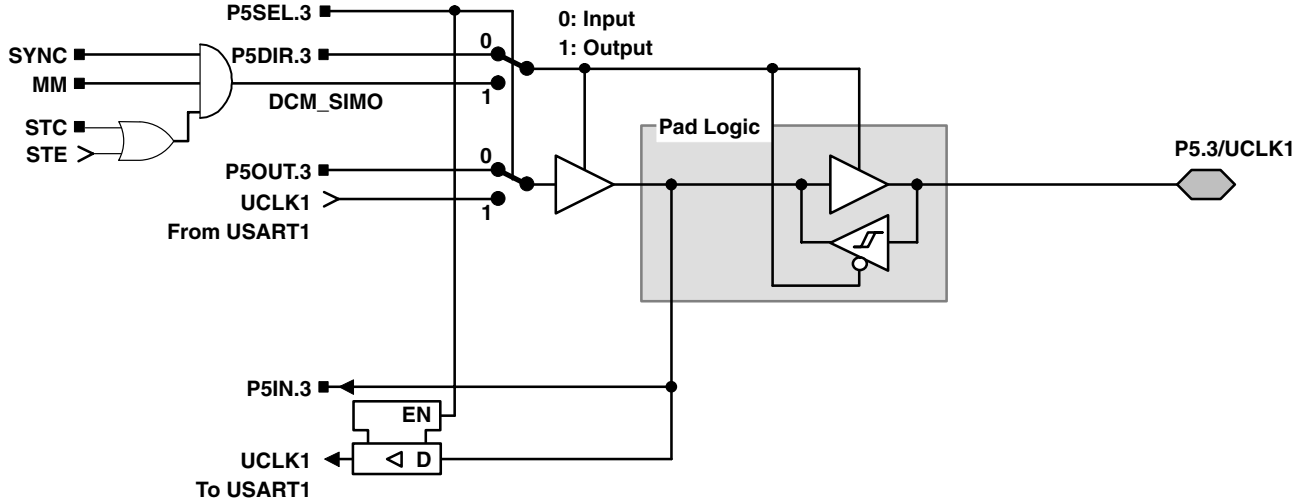 P5SEL.3
0: Input
1: Output
SYNC
P5DIR.3
0
MM
DCM_SIMO
1
STC
STE
Pad Logic
P5.3/UCLK1
P5OUT.3
0
UCLK1
1
From USART1
P5IN.3
EN
UCLK1
D
To USART1